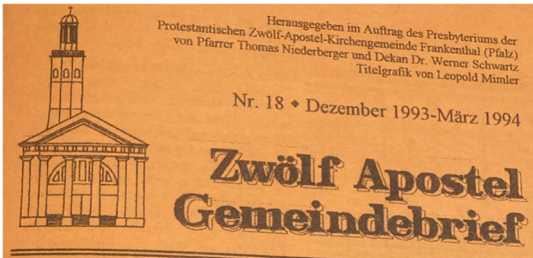 Herausgegeben im Auftrag des Presbyteriums der
Protestantischen Zwölf-Apostel-Kirchengemeinde Frankenthal (Pfalz)
von Pfarrer Thomas Niederberger und Dekan Dr. Werner Schwartz
Titelgrafik von Leopold Mimler
Nr. 18 ◆ Dezember 1993-März 1994
Zwölf Apostel
Gemeindebrief